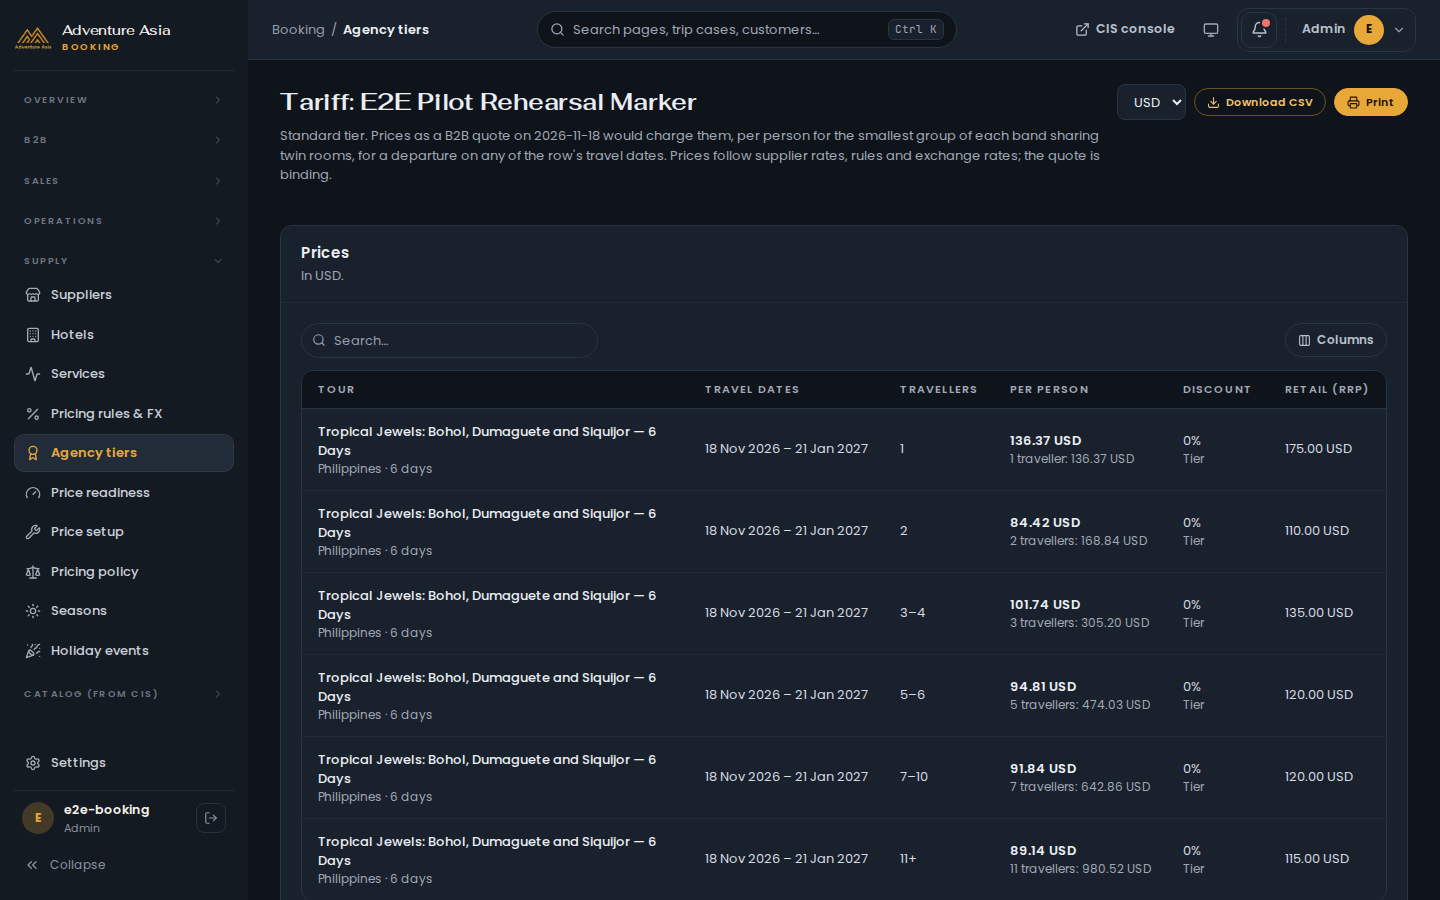 Adventure Asia
BOOKING
Adventure Asia
Booking / Agency tiers
Search pages, trip cases, customers...
Ctrl K
CIS console
Admin
E
OVERVIEW
B2B
SALES
OPERATIONS
SUPPLY
Suppliers
Hotels
Services
Pricing rules & FX
Agency tiers
Price readiness
Price setup
Pricing policy
Seasons
Holiday events
CATALOG (FROM CIS)
Settings
E
e2e-booking
Admin
Collapse
Tariff: E2E Pilot Rehearsal Marker
Standard tier. Prices as a B2B quote on 2026-11-18 would charge them, per person for the smallest group of each band sharing
twin rooms, for a departure on any of the row's travel dates. Prices follow supplier rates, rules and exchange rates; the quote is
binding.
USD
Download CSV
Print
Prices
In USD.
Search...
Columns
TOUR TRAVEL DATES TRAVELLERS PER PERSON DISCOUNT RETAIL (RRP)
Tropical Jewels: Bohol, Dumaguete and Siquijor — 6
Days
Philippines · 6 days
18 Nov 2026 – 21 Jan 2027
1
136.37 USD
1 traveller: 136.37 USD
0%
Tier
175.00 USD
Tropical Jewels: Bohol, Dumaguete and Siquijor — 6
Days
Philippines · 6 days
18 Nov 2026 – 21 Jan 2027
2
84.42 USD
2 travellers: 168.84 USD
0%
Tier
110.00 USD
Tropical Jewels: Bohol, Dumaguete and Siquijor — 6
Days
Philippines · 6 days
18 Nov 2026 – 21 Jan 2027
3–4
101.74 USD
3 travellers: 305.20 USD
0%
Tier
135.00 USD
Tropical Jewels: Bohol, Dumaguete and Siquijor — 6
Days
Philippines · 6 days
18 Nov 2026 – 21 Jan 2027
5–6
94.81 USD
5 travellers: 474.03 USD
0%
Tier
120.00 USD
Tropical Jewels: Bohol, Dumaguete and Siquijor — 6
Days
Philippines · 6 days
18 Nov 2026 – 21 Jan 2027
7–10
91.84 USD
7 travellers: 642.86 USD
0%
Tier
120.00 USD
Tropical Jewels: Bohol, Dumaguete and Siquijor — 6
Days
Philippines · 6 days
18 Nov 2026 – 21 Jan 2027
11+
89.14 USD
11 travellers: 980.52 USD
0%
Tier
115.00 USD